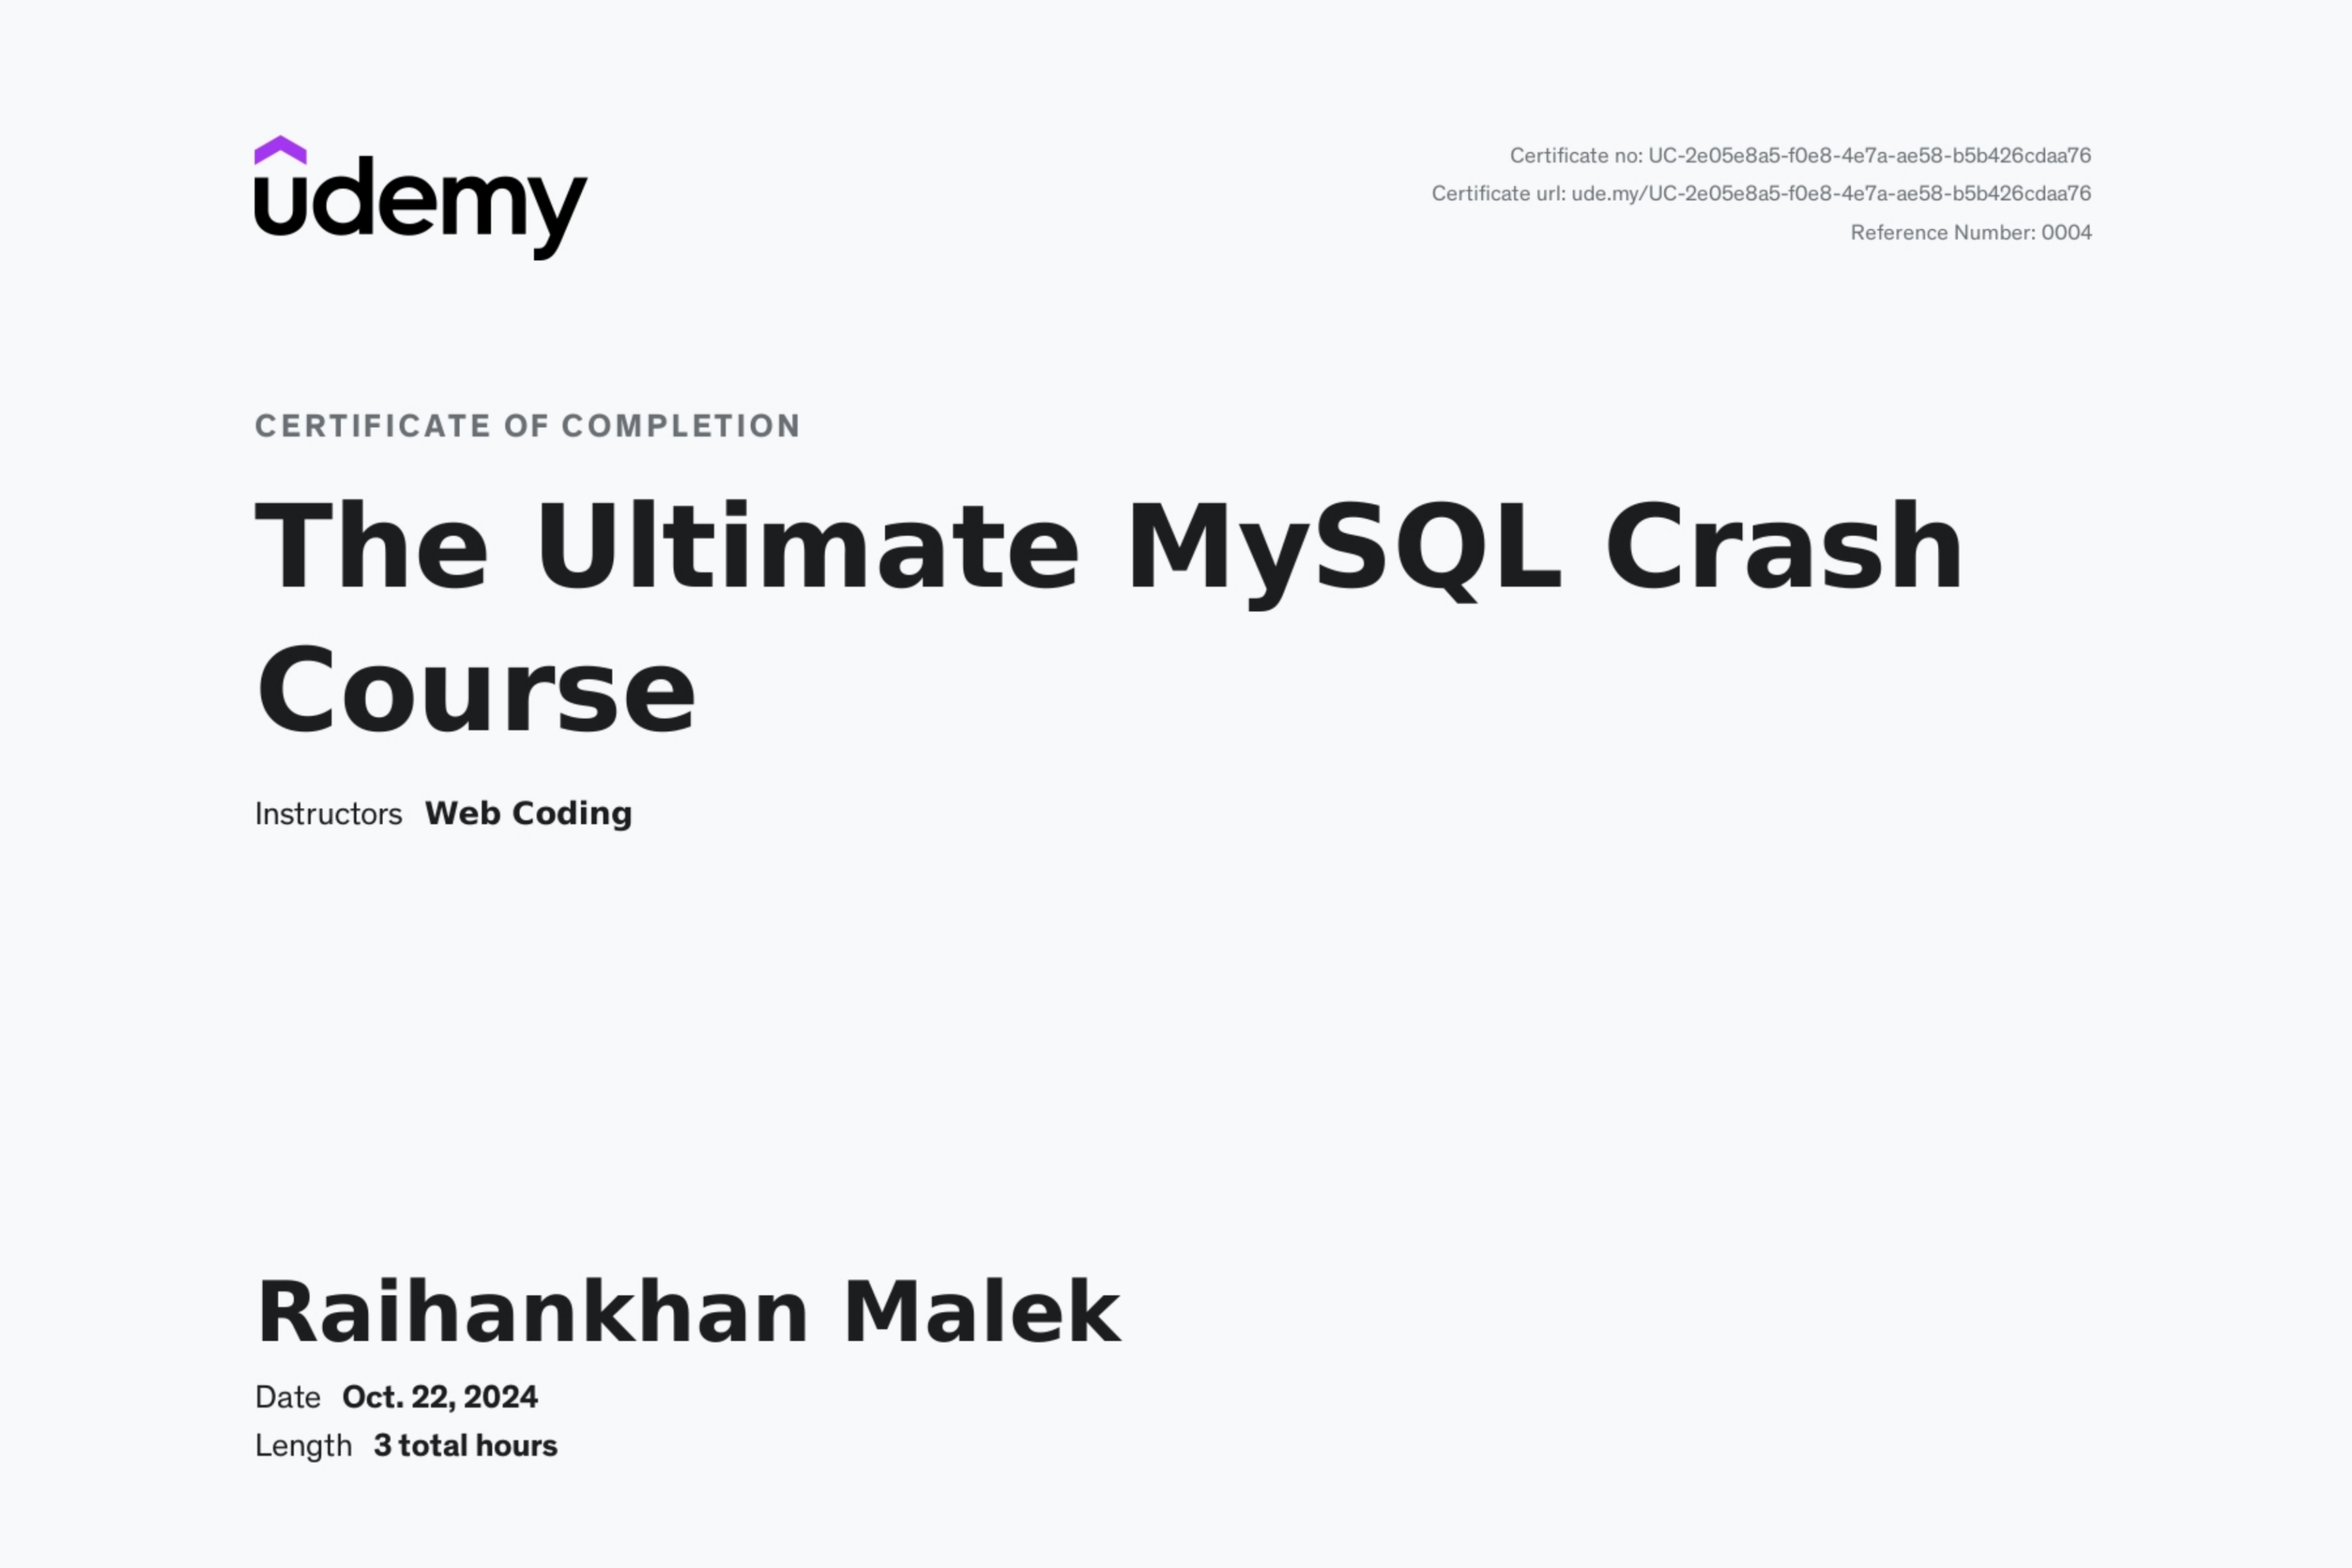 udemy
Certificate no: UC-2e05e8a5-f0e8-4e7a-ae58-b5b426cdaa76
Certificate url: ude.my/UC-2e05e8a5-f0e8-4e7a-ae58-b5b426cdaa76
Reference Number: 0004
CERTIFICATE OF COMPLETION
The Ultimate MySQL Crash
Course
Instructors Web Coding
Raihankhan Malek
Date Oct. 22, 2024
Length 3 total hours